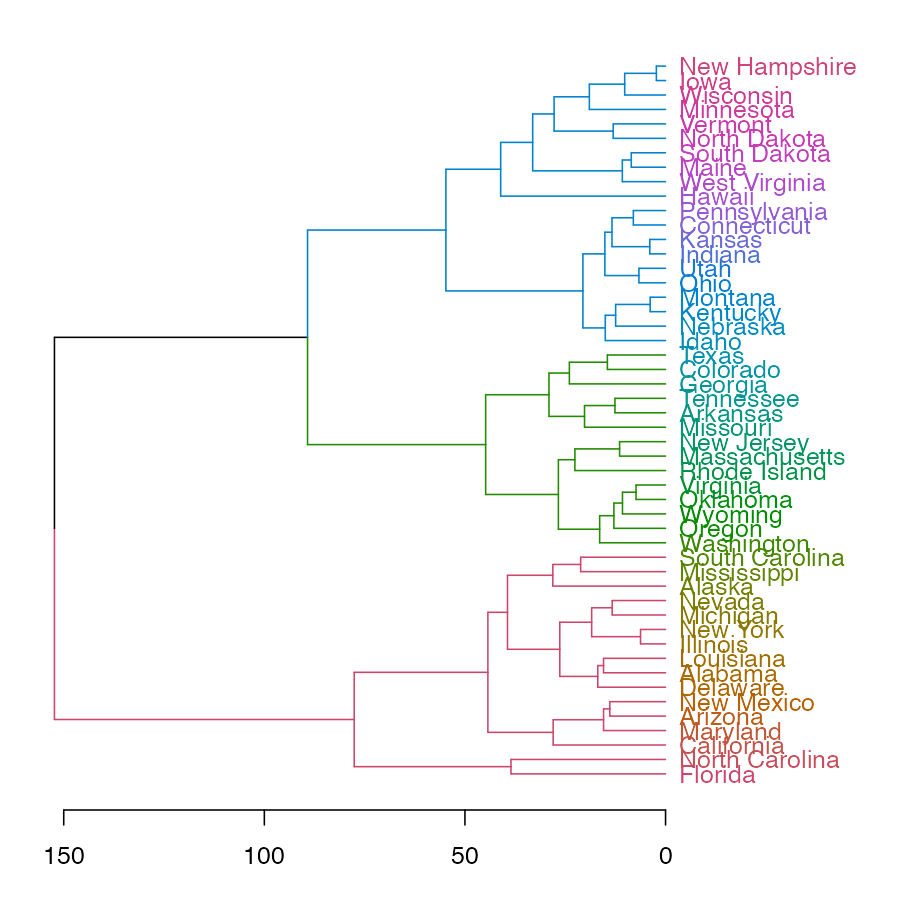 New Hampshire
Iowa
Wisconsin
Minnesota
Vermont
North Dakota
South Dakota
Maine
West Virginia
Hawaii
Pennsylvania
Connecticut
Kansas
Indiana
Utah
Ohio
Montana
Kentucky
Nebraska
Idaho
Texas
Colorado
Georgia
Tennessee
Arkansas
Missouri
New Jersey
Massachusetts
Rhode Island
Virginia
Oklahoma
Wyoming
Oregon
Washington
South Carolina
Mississippi
Alaska
Nevada
Michigan
New York
Illinois
Louisiana
Alabama
Delaware
New Mexico
Arizona
Maryland
California
North Carolina
Florida
150 100 50 0